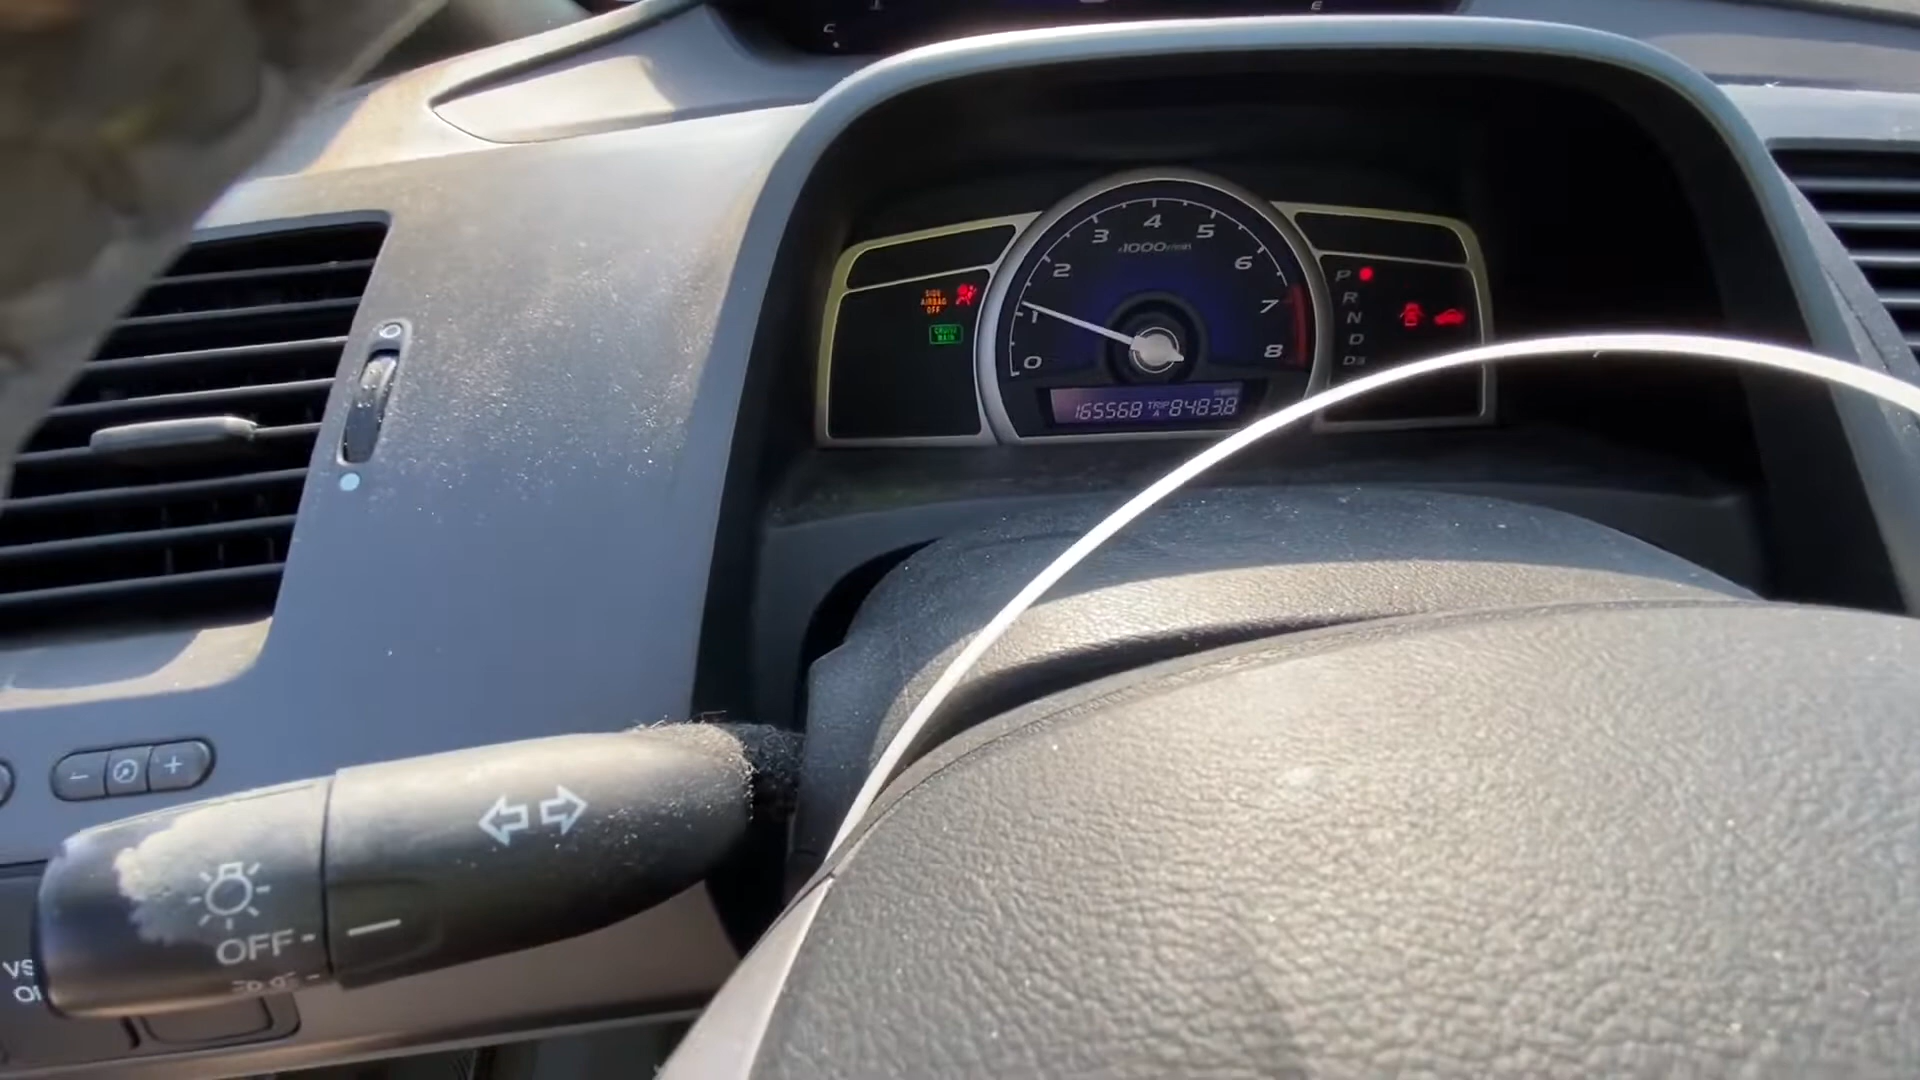 C
E
0
1
2
3
4
5
6
7
8
x1000r/min
SIDE
AIRBAG
OFF
CRUISE
MAIN
P
R
N
D
D3
165568 TRIP A 8483.8
- +
OFF
VS